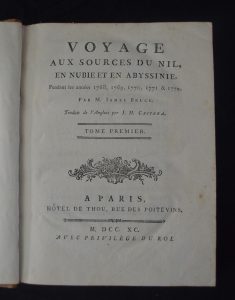 VOYAGE
AUX SOURCES DU NIL,
EN NUBIE ET EN ABYSSINIE,
Pendant les années 1768, 1769, 1770, 1771 & 1772.
PAR M. JAMES BRUCE.
Traduit de l'Anglois par J. H. CASTERA.
TOME PREMIER.
A PARIS,
HÔTEL DE THOU, RUE DES POITEVINS.
M. DCC. XC.
AVEC PRIVILÈGE DU ROI.